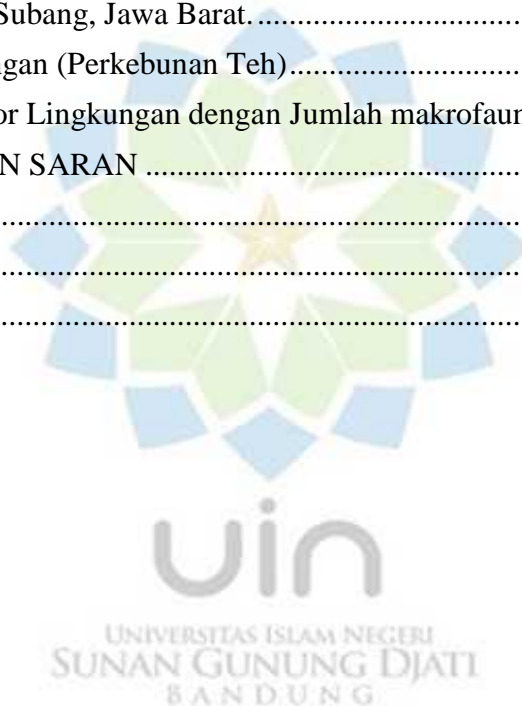 Subang, Jawa Barat. ..............................................
ngan (Perkebunan Teh) ........................................
or Lingkungan dengan Jumlah makrofaun
N SARAN .................................................................
.........................................................................................
.........................................................................................
.........................................................................................
uin
UNIVERSITAS ISLAM NEGERI
SUNAN GUNUNG DJATI
BANDUNG